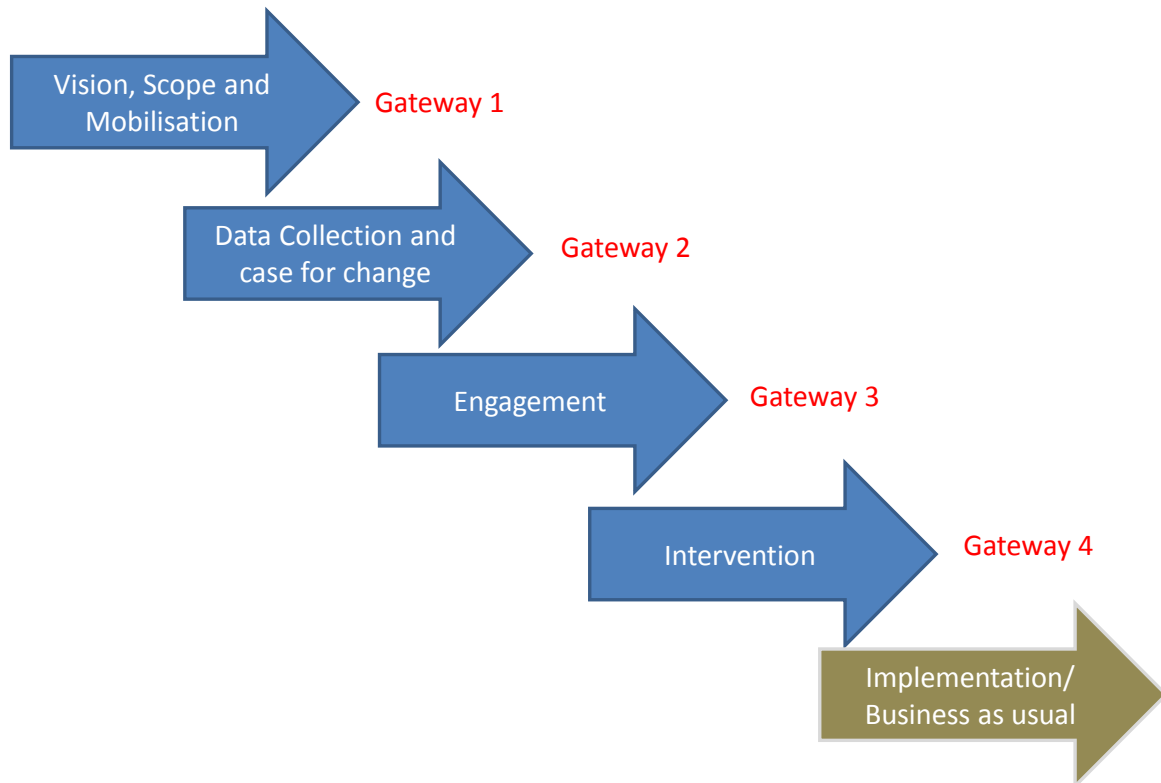 Vision, Scope and
Mobilisation
Gateway 1
Data Collection and
case for change
Gateway 2
Engagement
Gateway 3
Intervention
Gateway 4
Implementation/
Business as usual